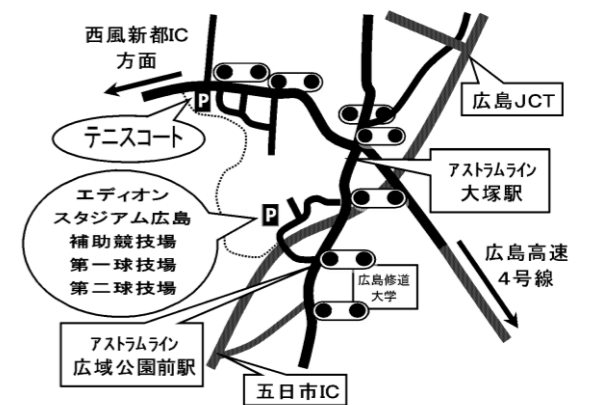 西風新都IC
方面
P
テニスコート
広島JCT
アストラムライン
大塚駅
エディオン
スタジアム広島
補助競技場
第一球技場
第二球技場
P
広島高速
4号線
広島修道
大学
アストラムライン
広域公園前駅
五日市IC